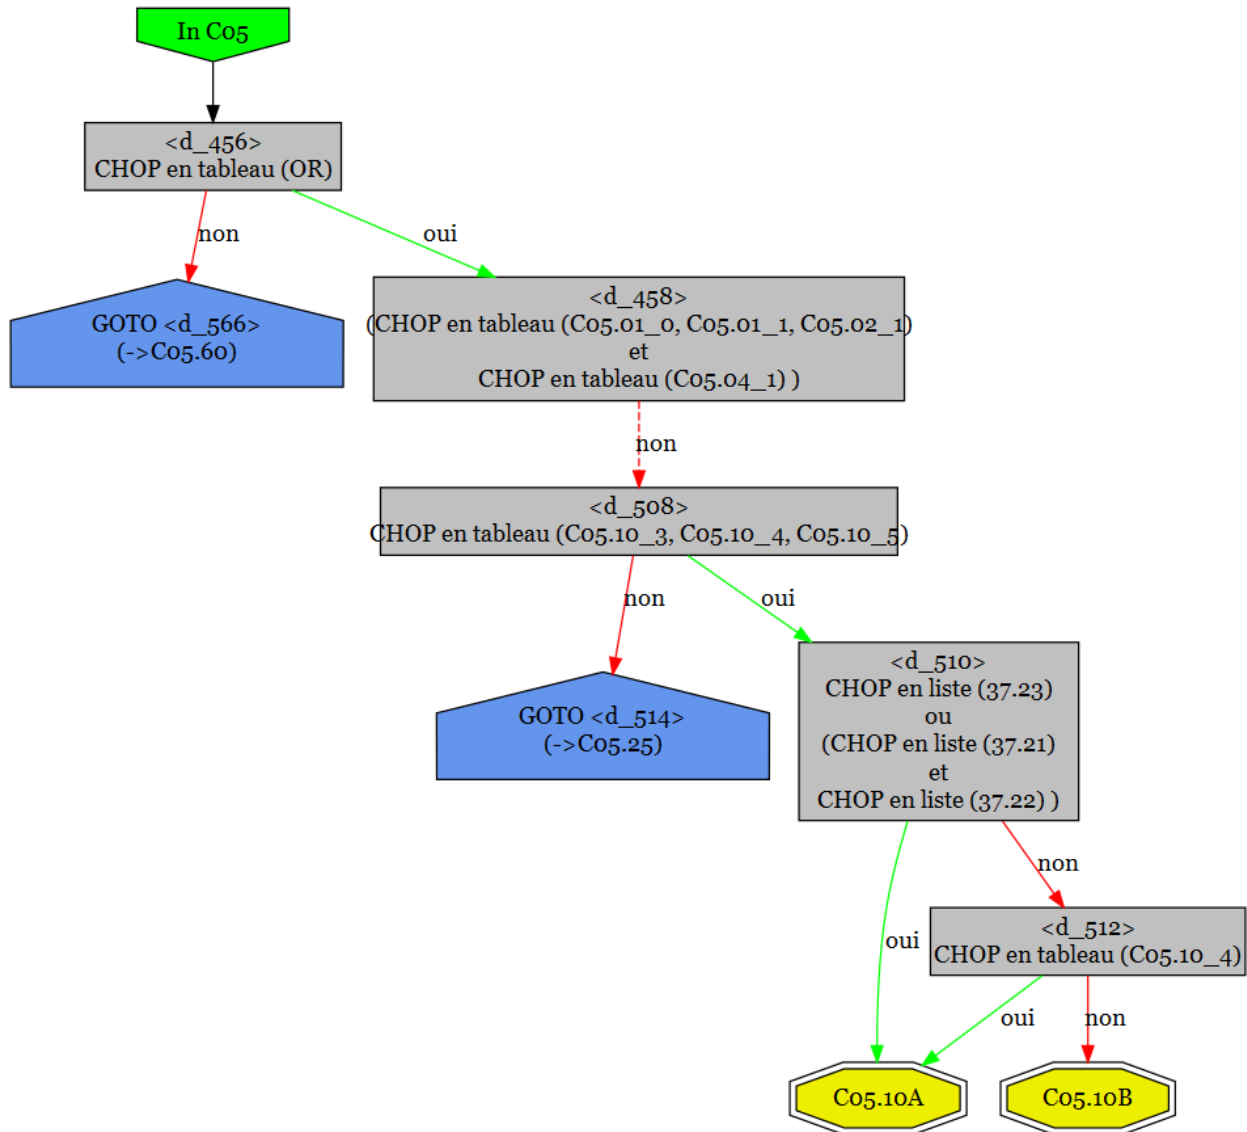 In C05
<d_456>
CHOP en tableau (OR)
non
oui
GOTO <d_566>
(->C05.60)
<d_458>
(CHOP en tableau (C05.01_0, C05.01_1, C05.02_1)
et
CHOP en tableau (C05.04_1) )
non
<d_508>
CHOP en tableau (C05.10_3, C05.10_4, C05.10_5)
non
oui
GOTO <d_514>
(->C05.25)
<d_510>
CHOP en liste (37.23)
ou
(CHOP en liste (37.21)
et
CHOP en liste (37.22) )
non
oui
<d_512>
CHOP en tableau (C05.10_4)
oui
non
C05.10A
C05.10B